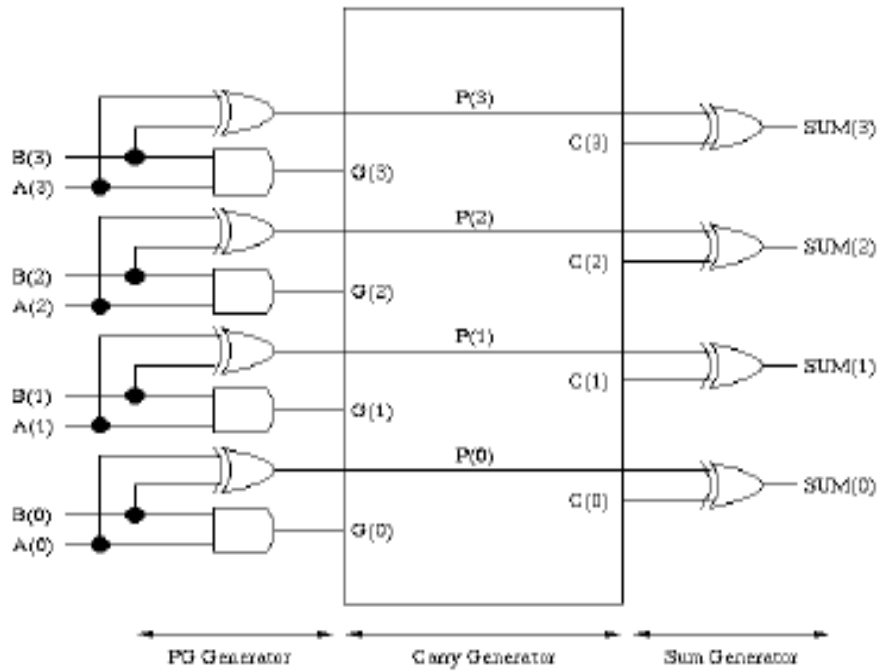 P(3)
SUM(3)
C(3)
B(3)
G(3)
A(3)
P(2)
SUM(2)
C(2)
B(2)
G(2)
A(2)
P(1)
SUM(1)
C(1)
B(1)
G(1)
A(1)
P(0)
SUM(0)
C(0)
B(0)
G(0)
A(0)
PG Generator
Carry Generator
Sum Generator